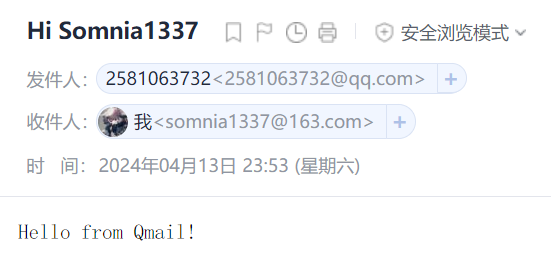 Hi Somnia1337 安全浏览模式
发件人: 2581063732<2581063732@qq.com> +
收件人: 我<somnia1337@163.com> +
时 间: 2024年04月13日 23:53 (星期六)
Hello from Qmail!